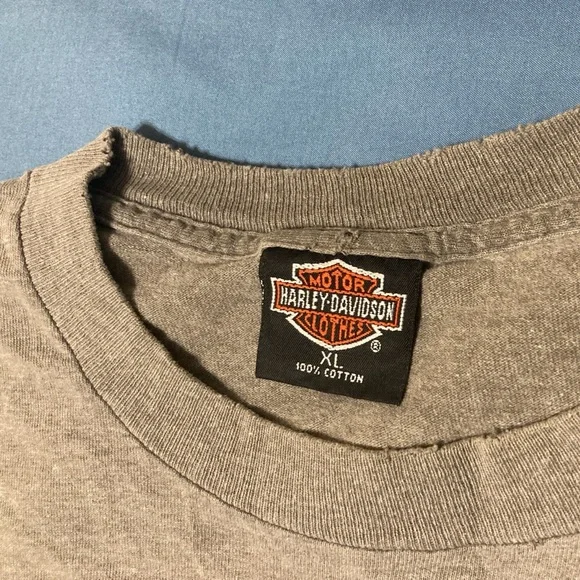 MOTOR
HARLEY-DAVIDSON
CLOTHES
®
XL
100% COTTON